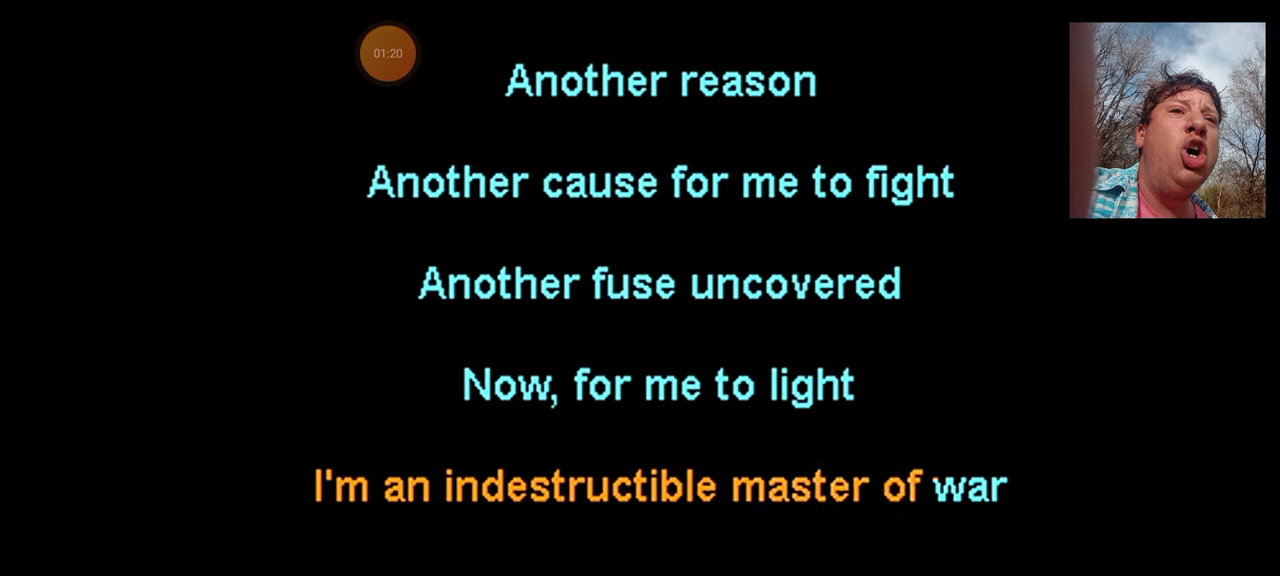 01:20
Another reason
Another cause for me to fight
Another fuse uncovered
Now, for me to light
I'm an indestructible master of war